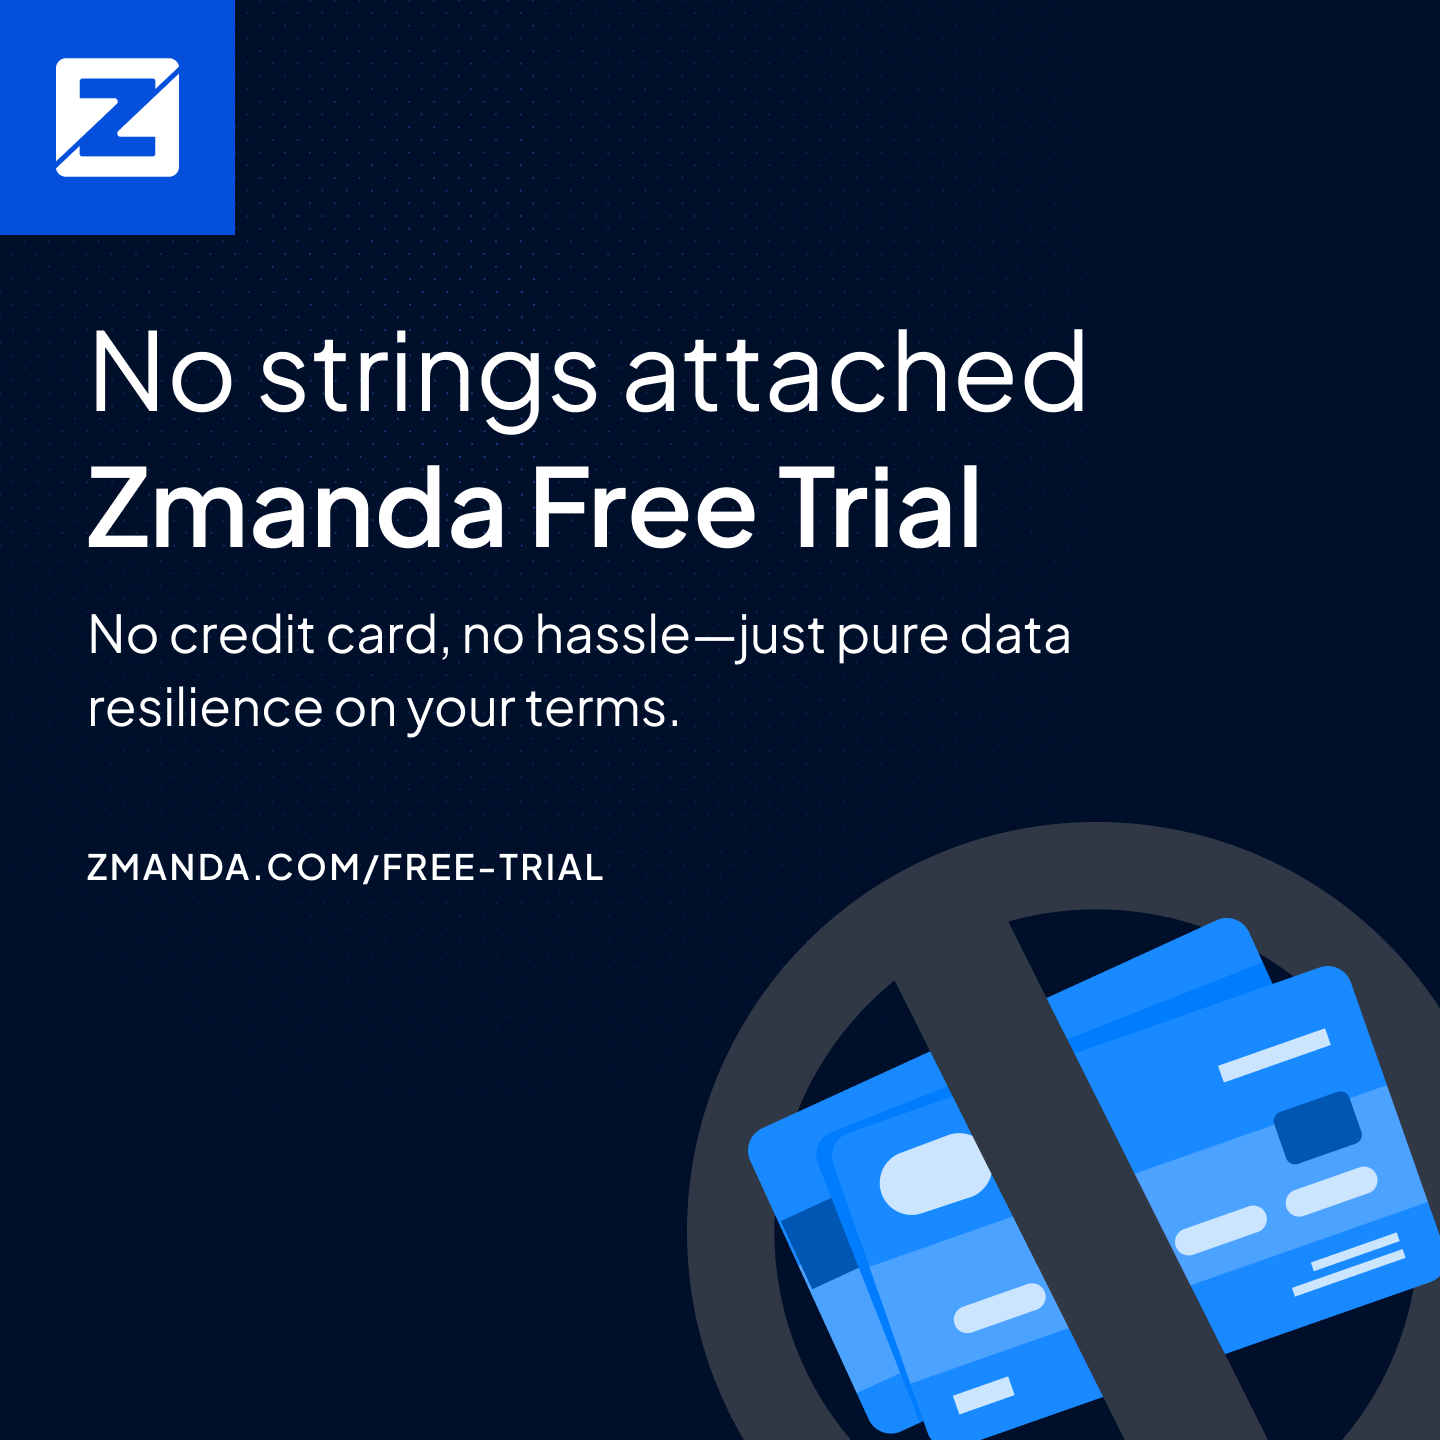 Z
No strings attached
Zmanda Free Trial
No credit card, no hassle—just pure data
resilience on your terms.
ZMANDA.COM/FREE-TRIAL